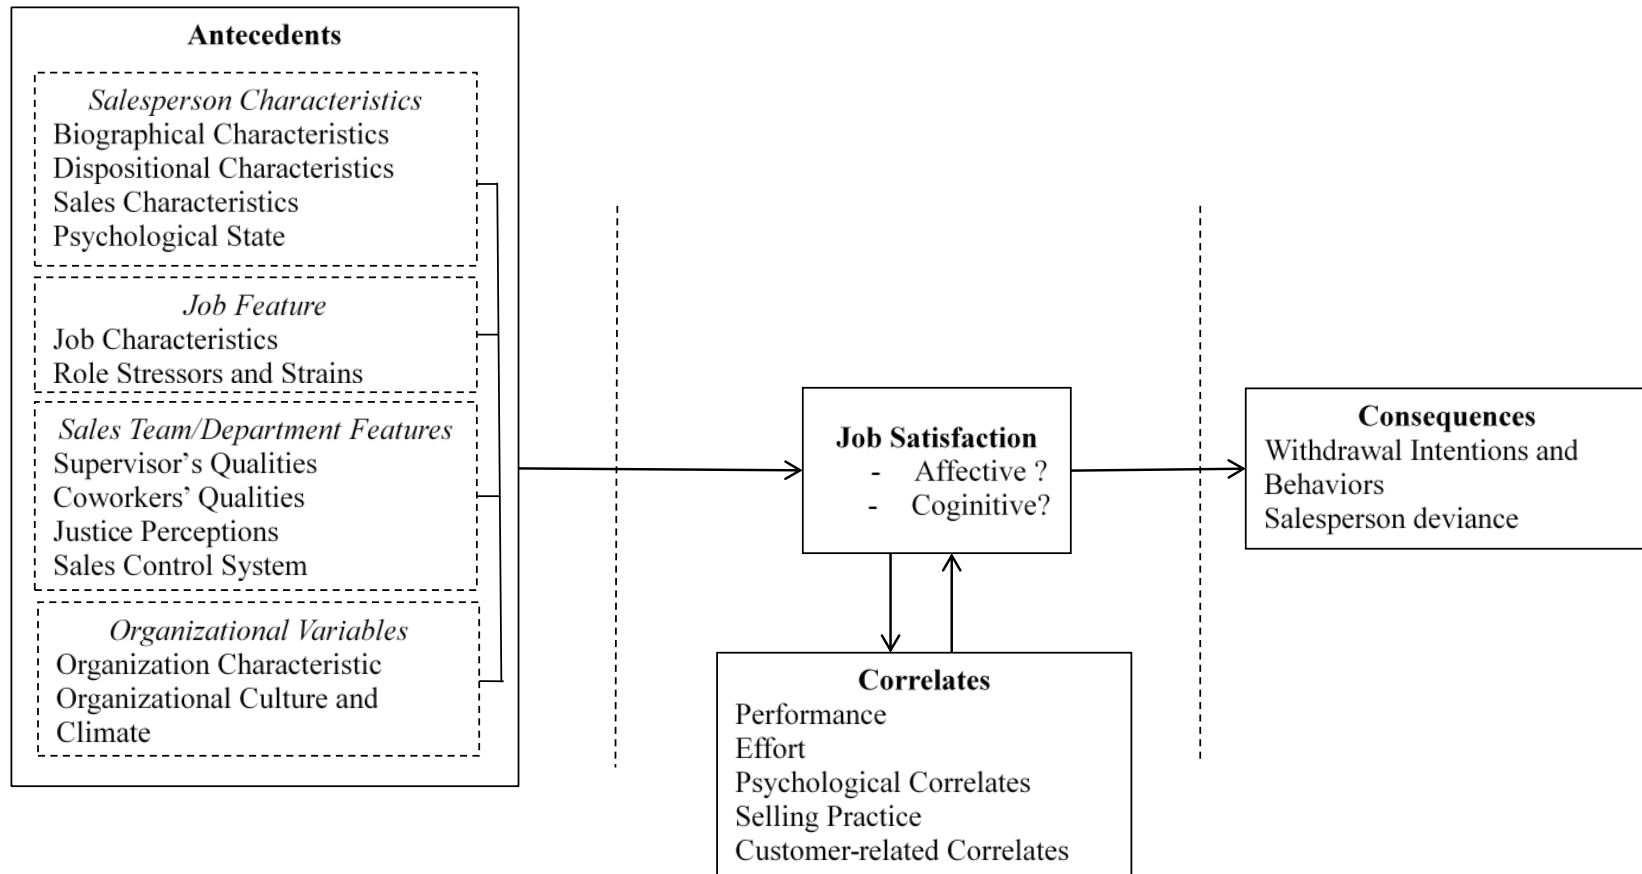 Antecedents
Salesperson Characteristics
Biographical Characteristics
Dispositional Characteristics
Sales Characteristics
Psychological State
Job Feature
Job Characteristics
Role Stressors and Strains
Sales Team/Department Features
Supervisor’s Qualities
Coworkers’ Qualities
Justice Perceptions
Sales Control System
Organizational Variables
Organization Characteristic
Organizational Culture and
Climate
Job Satisfaction
- Affective ?
- Coginitive?
Correlates
Performance
Effort
Psychological Correlates
Selling Practice
Customer-related Correlates
Consequences
Withdrawal Intentions and
Behaviors
Salesperson deviance